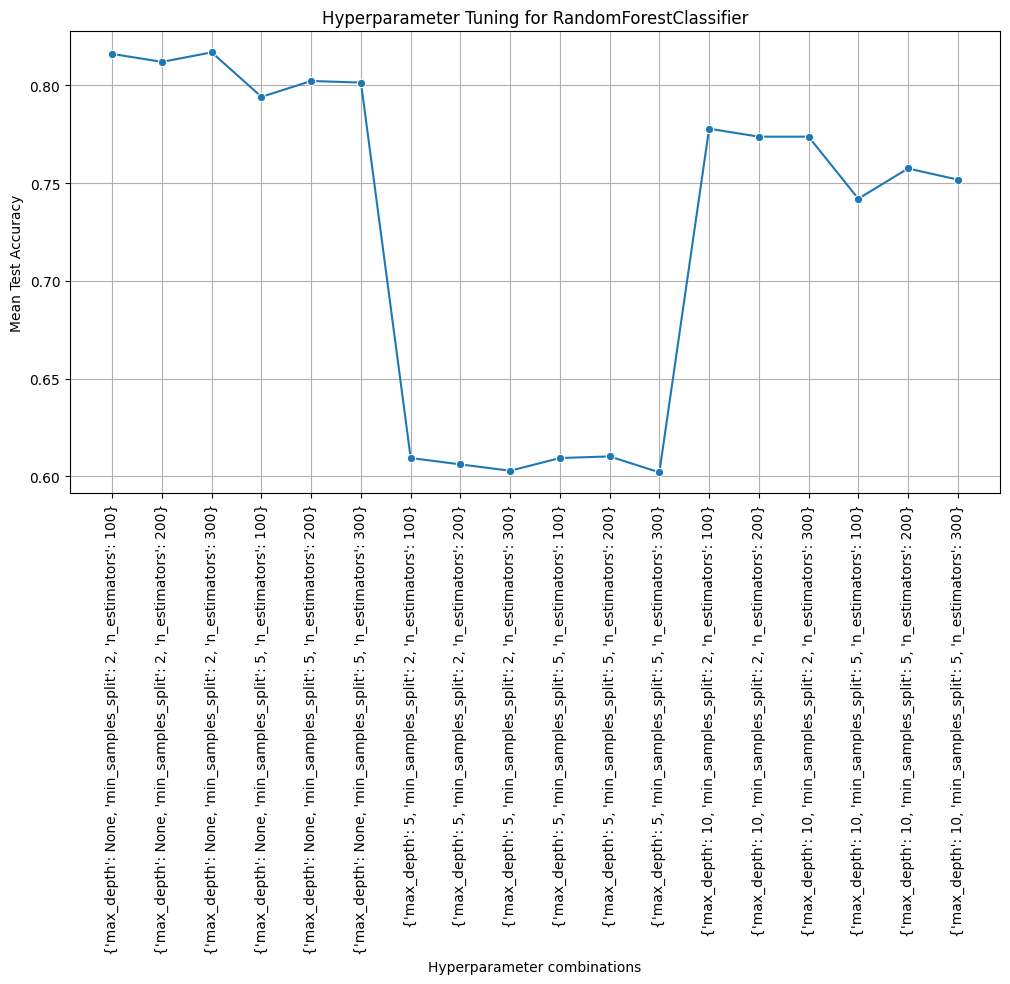 Hyperparameter Tuning for RandomForestClassifier
Mean Test Accuracy
0.80
0.75
0.70
0.65
0.60
{'max_depth': None, 'min_samples_split': 2, 'n_estimators': 100}
{'max_depth': None, 'min_samples_split': 2, 'n_estimators': 200}
{'max_depth': None, 'min_samples_split': 2, 'n_estimators': 300}
{'max_depth': None, 'min_samples_split': 5, 'n_estimators': 100}
{'max_depth': None, 'min_samples_split': 5, 'n_estimators': 200}
{'max_depth': None, 'min_samples_split': 5, 'n_estimators': 300}
{'max_depth': 5, 'min_samples_split': 2, 'n_estimators': 100}
{'max_depth': 5, 'min_samples_split': 2, 'n_estimators': 200}
{'max_depth': 5, 'min_samples_split': 2, 'n_estimators': 300}
{'max_depth': 5, 'min_samples_split': 5, 'n_estimators': 100}
{'max_depth': 5, 'min_samples_split': 5, 'n_estimators': 200}
{'max_depth': 5, 'min_samples_split': 5, 'n_estimators': 300}
{'max_depth': 10, 'min_samples_split': 2, 'n_estimators': 100}
{'max_depth': 10, 'min_samples_split': 2, 'n_estimators': 200}
{'max_depth': 10, 'min_samples_split': 2, 'n_estimators': 300}
{'max_depth': 10, 'min_samples_split': 5, 'n_estimators': 100}
{'max_depth': 10, 'min_samples_split': 5, 'n_estimators': 200}
{'max_depth': 10, 'min_samples_split': 5, 'n_estimators': 300}
Hyperparameter combinations